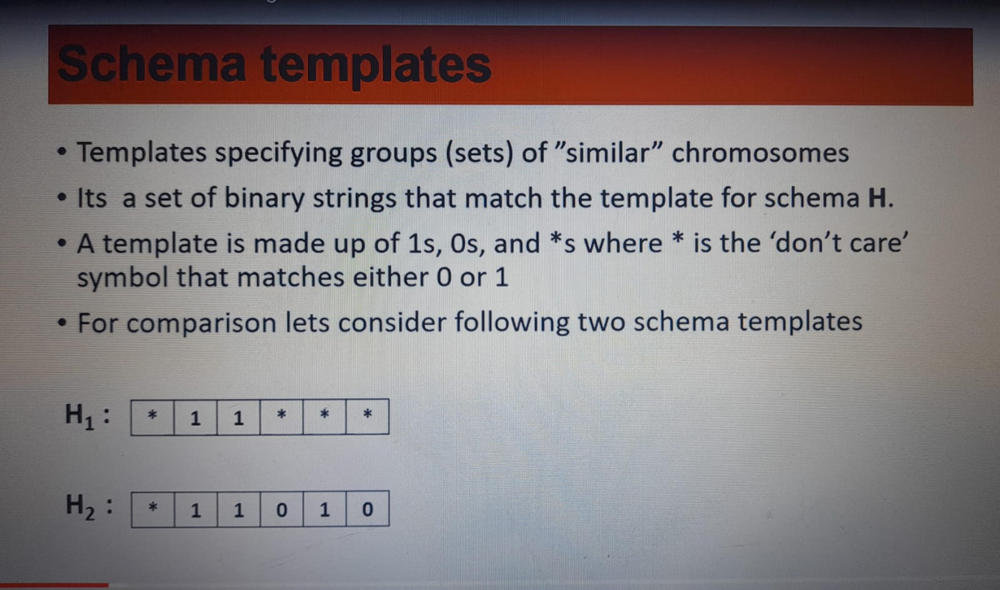 Schema templates
• Templates specifying groups (sets) of ”similar” chromosomes
• Its a set of binary strings that match the template for schema H.
• A template is made up of 1s, 0s, and *s where * is the ‘don’t care’
symbol that matches either 0 or 1
• For comparison lets consider following two schema templates
H₁ : * 1 1 * * *
H₂ : * 1 1 0 1 0